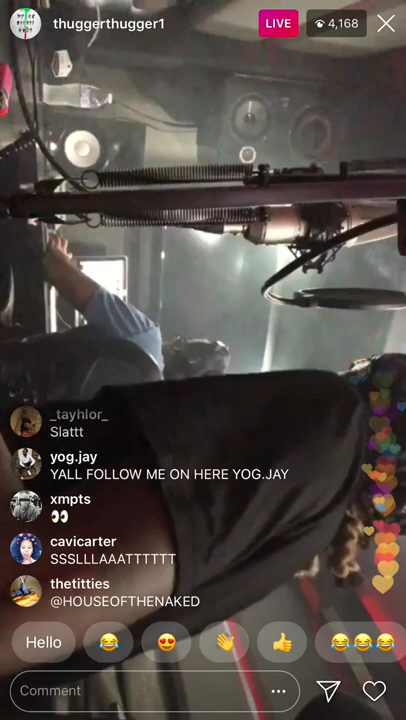 thuggerthugger1
LIVE
4,168
_tayhlor_
Slattt
yog.jay
YALL FOLLOW ME ON HERE YOG.JAY
xmpts
👀
cavicarter
SSSLLLAAATTTTTT
thetitties
@HOUSEOFTHENAKED
Hello
Comment